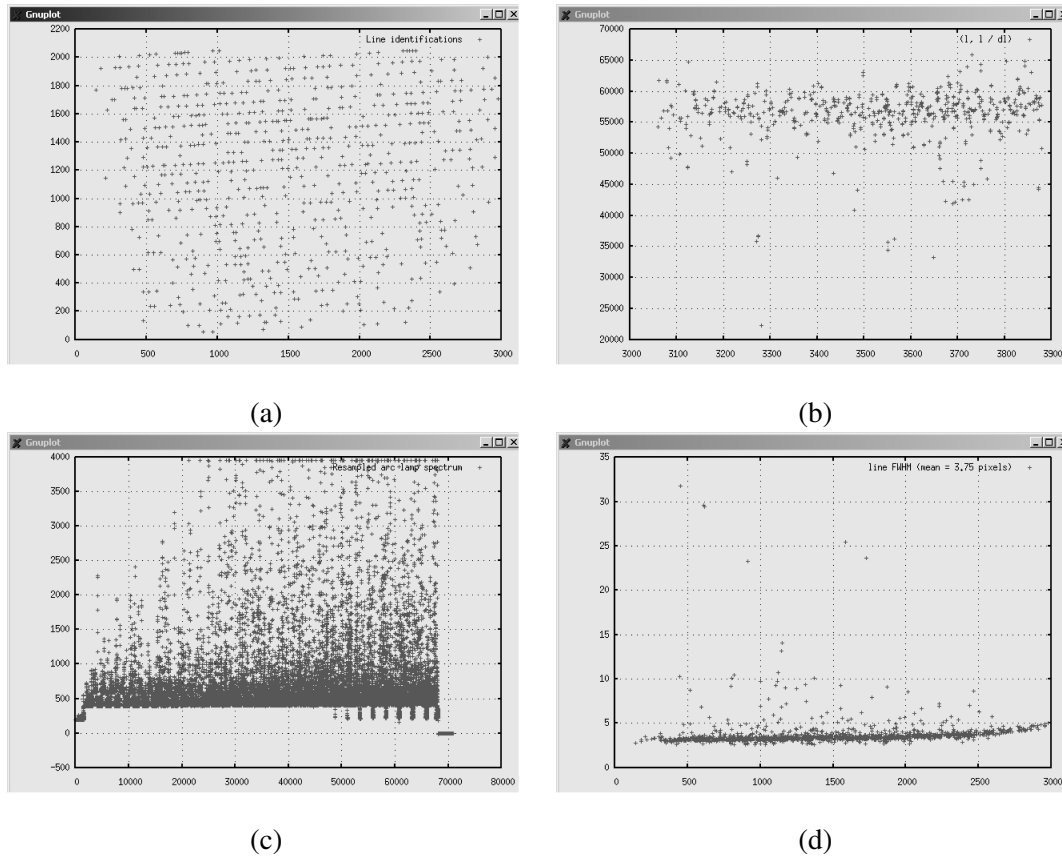 Gnuplot
Line identifications +
2200
2000
1800
1600
1400
1200
1000
800
600
400
200
0
0 500 1000 1500 2000 2500 3000
(a)
Gnuplot
(l, l / dl) +
70000
65000
60000
55000
50000
45000
40000
35000
30000
25000
20000
3000 3100 3200 3300 3400 3500 3600 3700 3800 3900
(b)
Gnuplot
Resampled arc lamp spectrum +
4000
3500
3000
2500
2000
1500
1000
500
0
-500
0 10000 20000 30000 40000 50000 60000 70000 80000
(c)
Gnuplot
line FWHM (mean = 3.75 pixels) +
35
30
25
20
15
10
5
0
0 500 1000 1500 2000 2500 3000
(d)